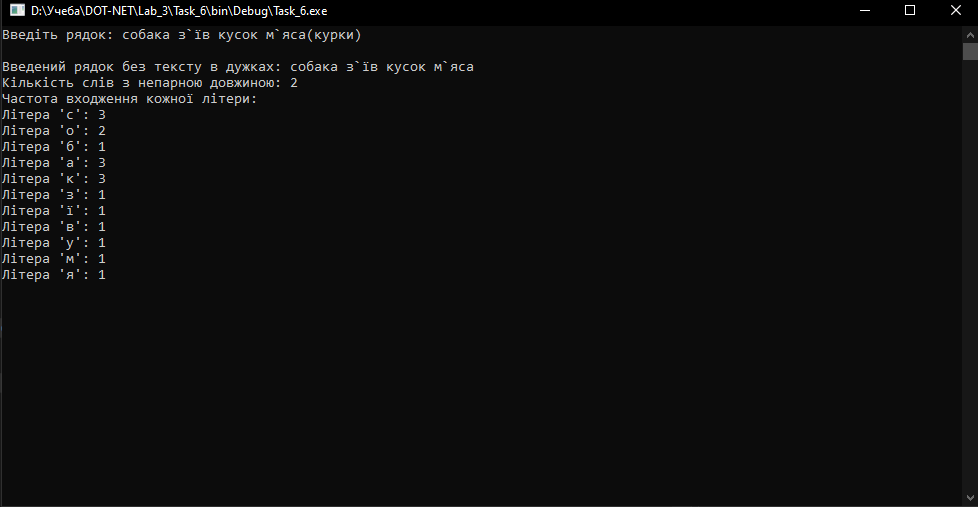 D:\Учеба\DOT-NET\Lab_3\Task_6\bin\Debug\Task_6.exe
Введіть рядок: собака з`їв кусок м`яса(курки)
Введений рядок без тексту в дужках: собака з`їв кусок м`яса
Кількість слів з непарною довжиною: 2
Частота входження кожної літери:
Літера 'с': 3
Літера 'о': 2
Літера 'б': 1
Літера 'а': 3
Літера 'к': 3
Літера 'з': 1
Літера 'ї': 1
Літера 'в': 1
Літера 'у': 1
Літера 'м': 1
Літера 'я': 1